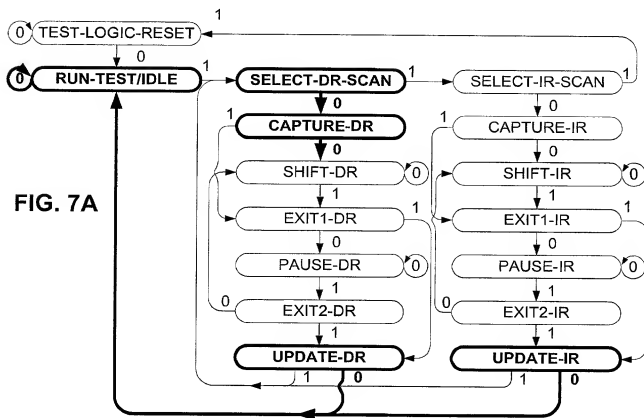 TEST-LOGIC-RESET 0 1
0
RUN-TEST/IDLE 0 1
SELECT-DR-SCAN 1
SELECT-IR-SCAN 1
0 0
1 CAPTURE-DR 1 CAPTURE-IR
0 0
SHIFT-DR 0 SHIFT-IR 0
1 1
FIG. 7A
EXIT1-DR 1 EXIT1-IR 1
0 0
PAUSE-DR 0 PAUSE-IR 0
1 1
0 EXIT2-DR 0 EXIT2-IR
1 1
UPDATE-DR UPDATE-IR
1 0 1 0